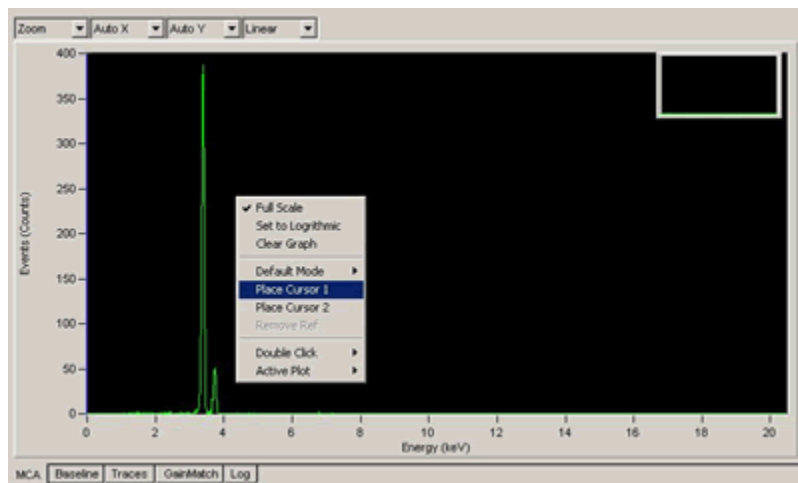 Zoom Auto X Auto Y Linear
400
350
300
250
200
150
100
50
0
Events (Counts)
Full Scale
Set to Logrithmic
Clear Graph
Default Mode
Place Cursor 1
Place Cursor 2
Remove Ref
Double Click
Active Plot
0 2 4 6 8 10 12 14 16 18 20
Energy (keV)
MCA Baseline Traces GainMatch Log